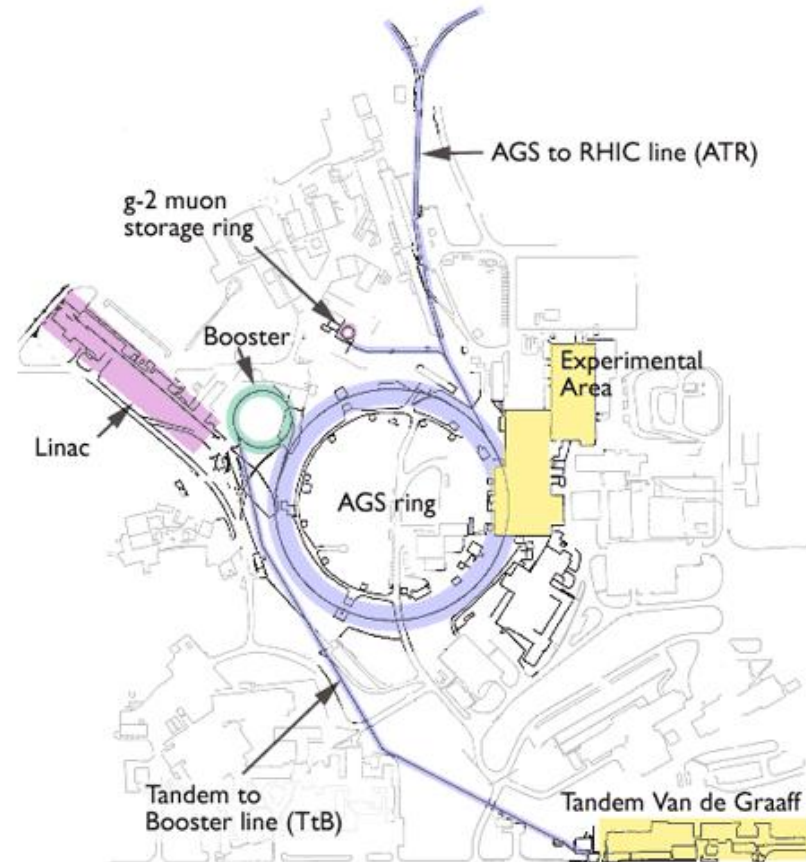 AGS to RHIC line (ATR)
g-2 muon
storage ring
Booster
Experimental
Area
Linac
AGS ring
Tandem to
Booster line (TtB)
Tandem Van de Graaff